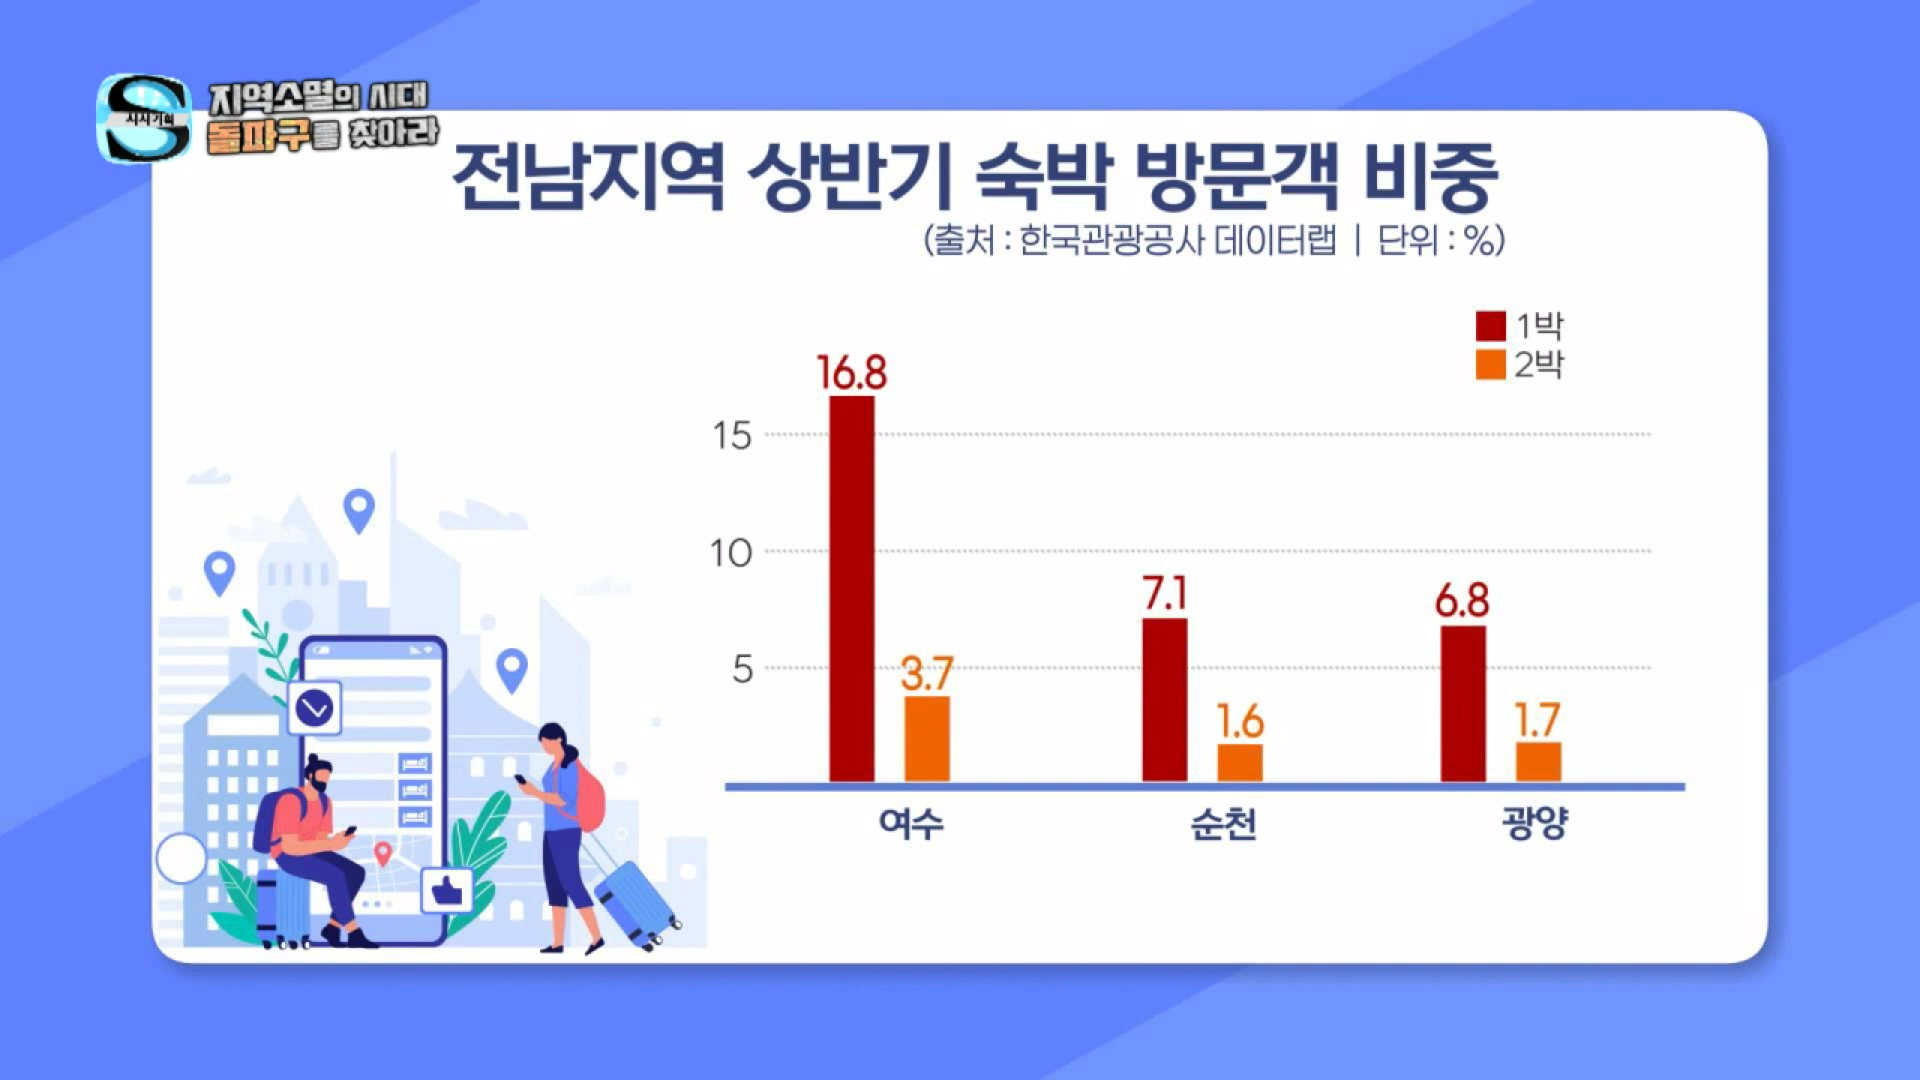 시사기획
지역소멸의 시대
돌파구를 찾아라
전남지역 상반기 숙박 방문객 비중
(출처 : 한국관광공사 데이터랩 | 단위 : %)
1박
2박
16.8
15
10
7.1
6.8
5
3.7
1.6
1.7
여수
순천
광양